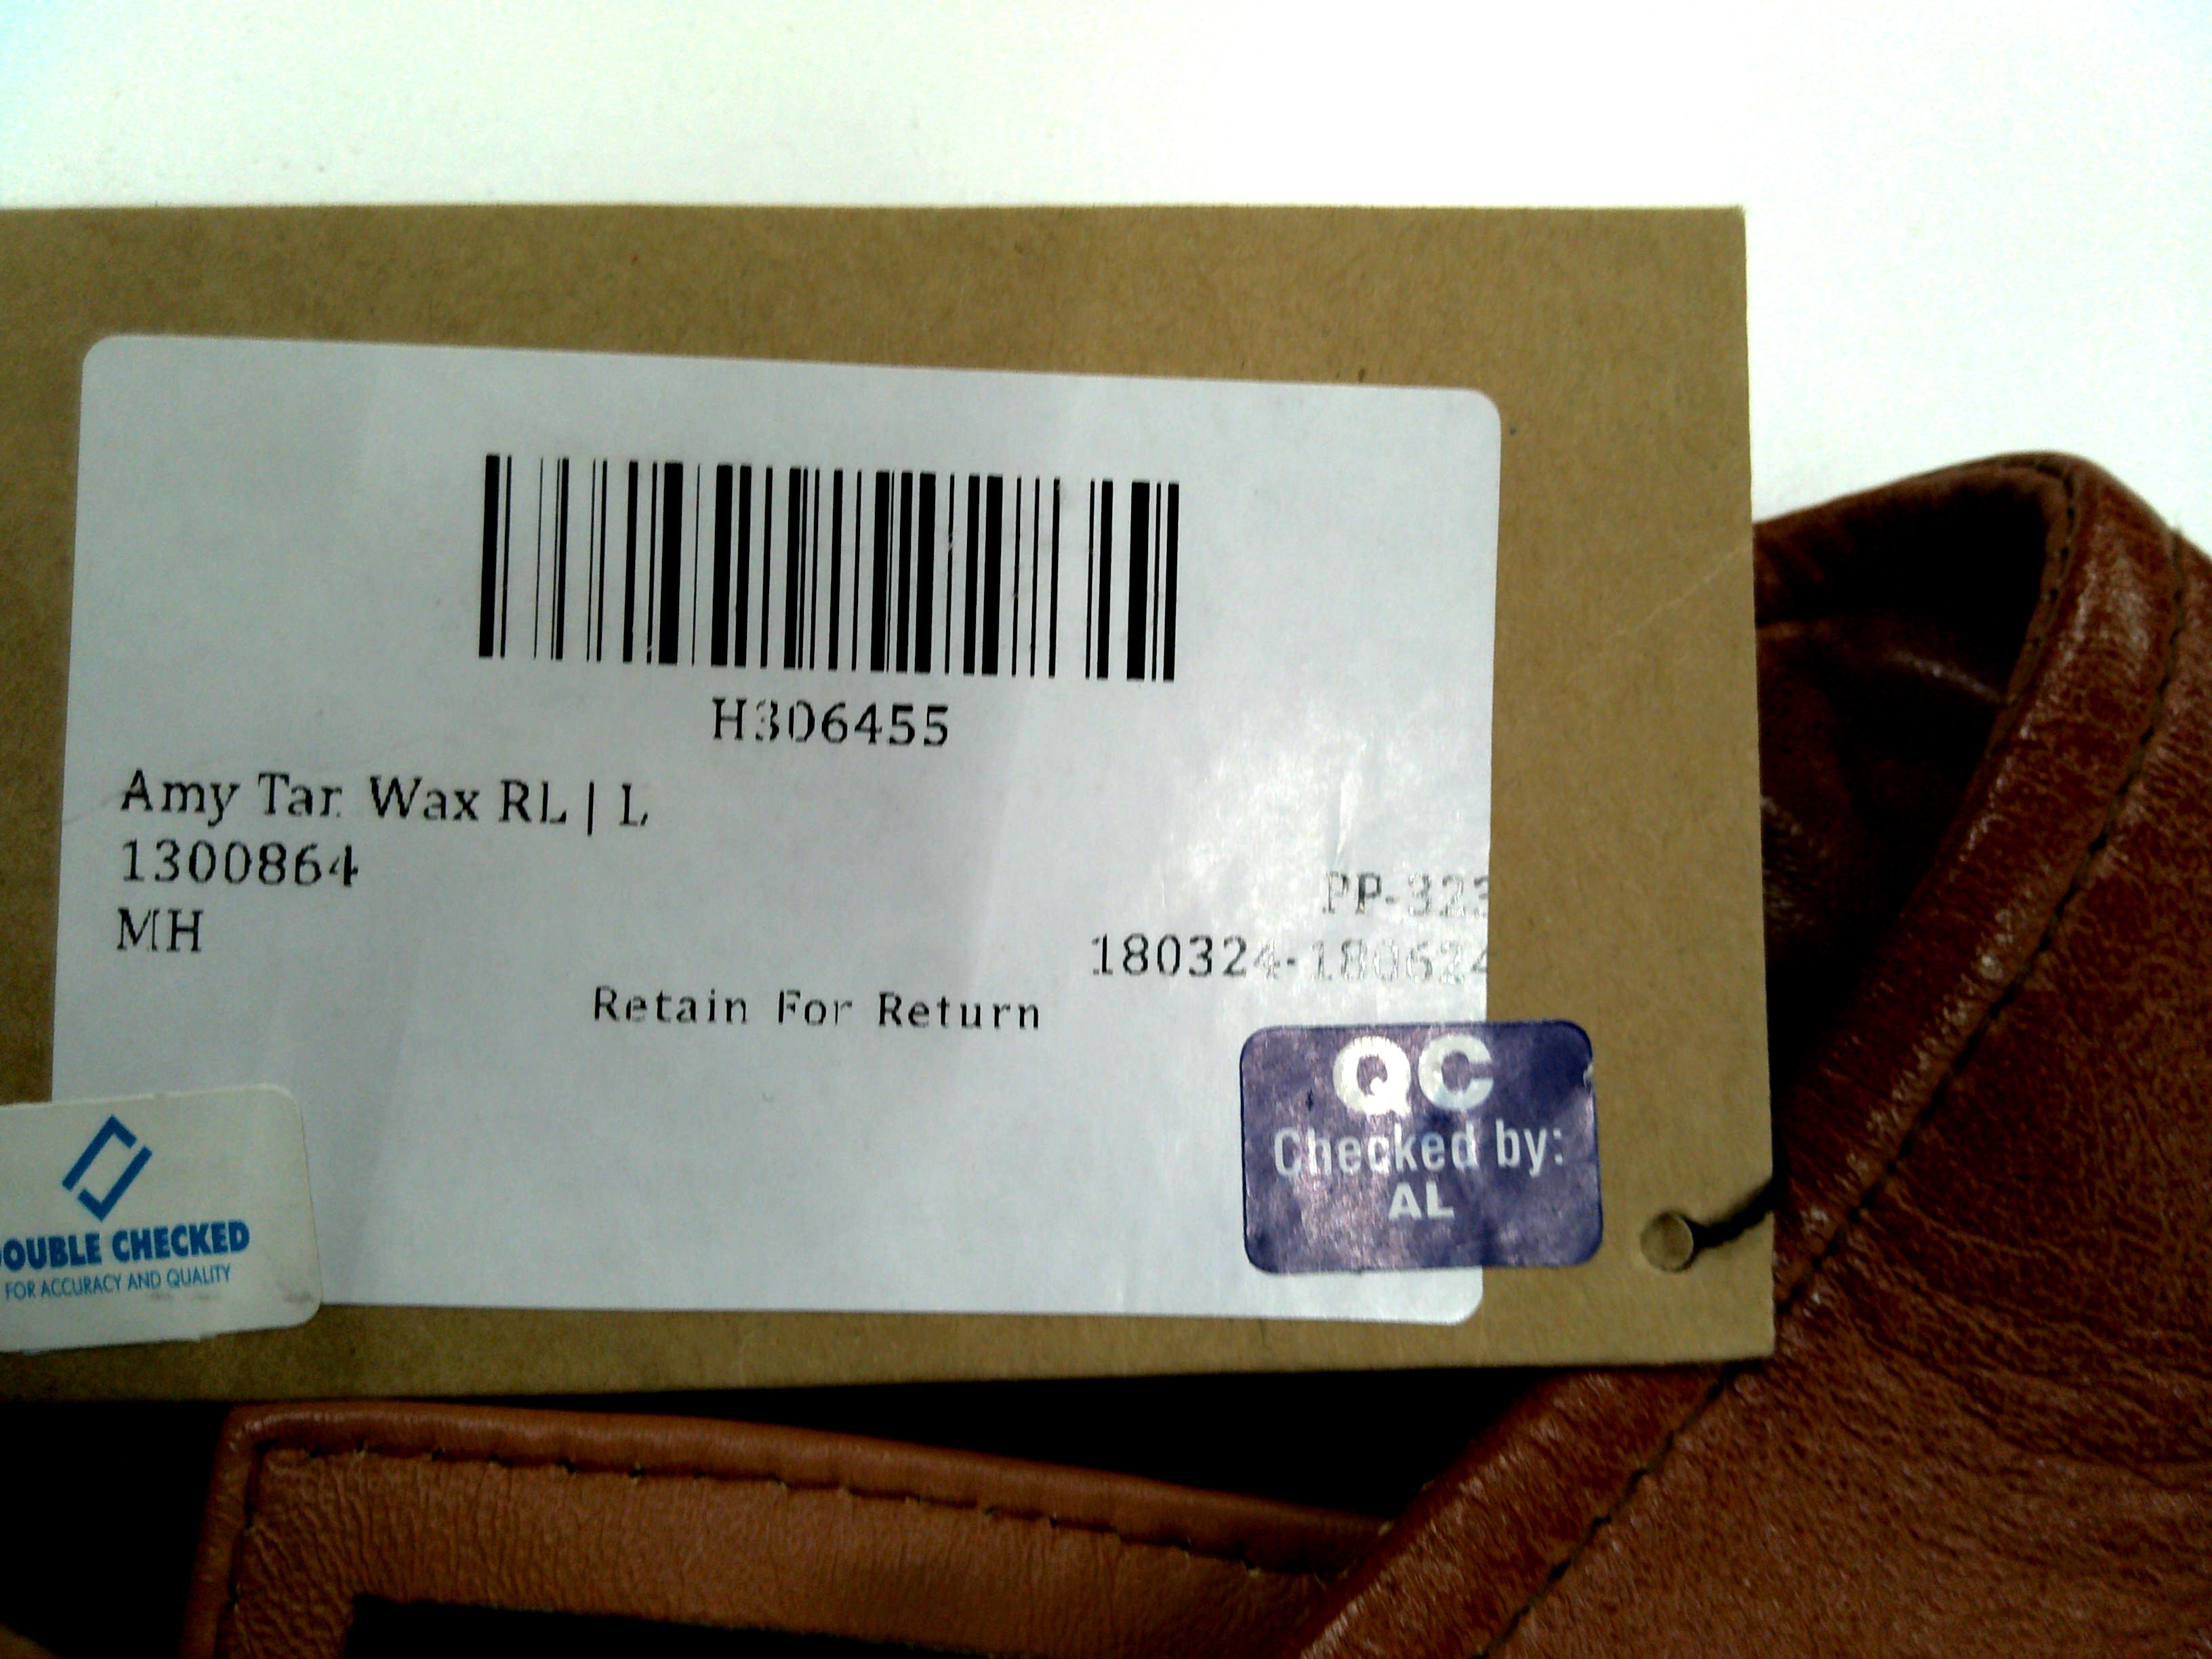 H306455
Amy Tan Wax RL | L
1300864
MH
PP-323
180324-180624
Retain For Return
QC
Checked by:
AL
DOUBLE CHECKED
FOR ACCURACY AND QUALITY